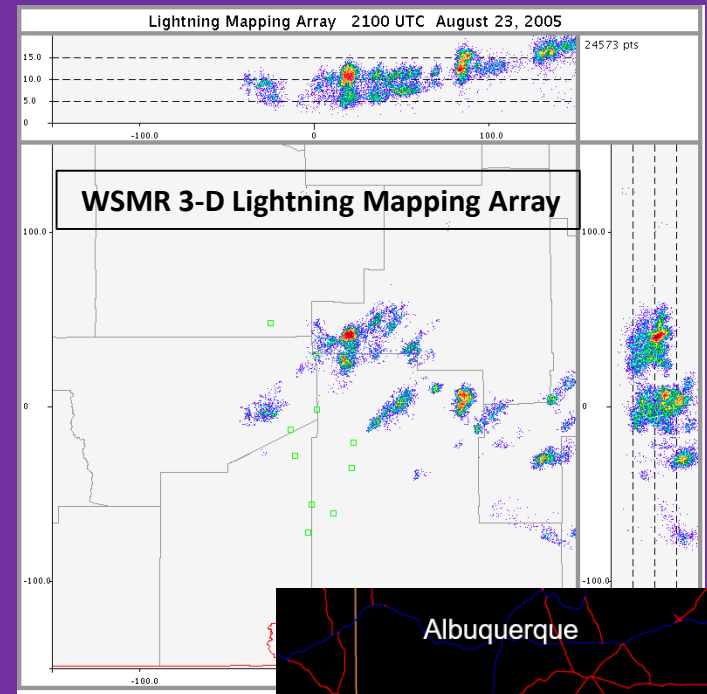 Lightning Mapping Array 2100 UTC August 23, 2005
24573 pts
15.0
10.0
5.0
0
-100.0 0 100.0
WSMR 3-D Lightning Mapping Array
100.0 100.0
0 0
-100.0 -100.0
Albuquerque
-100.0